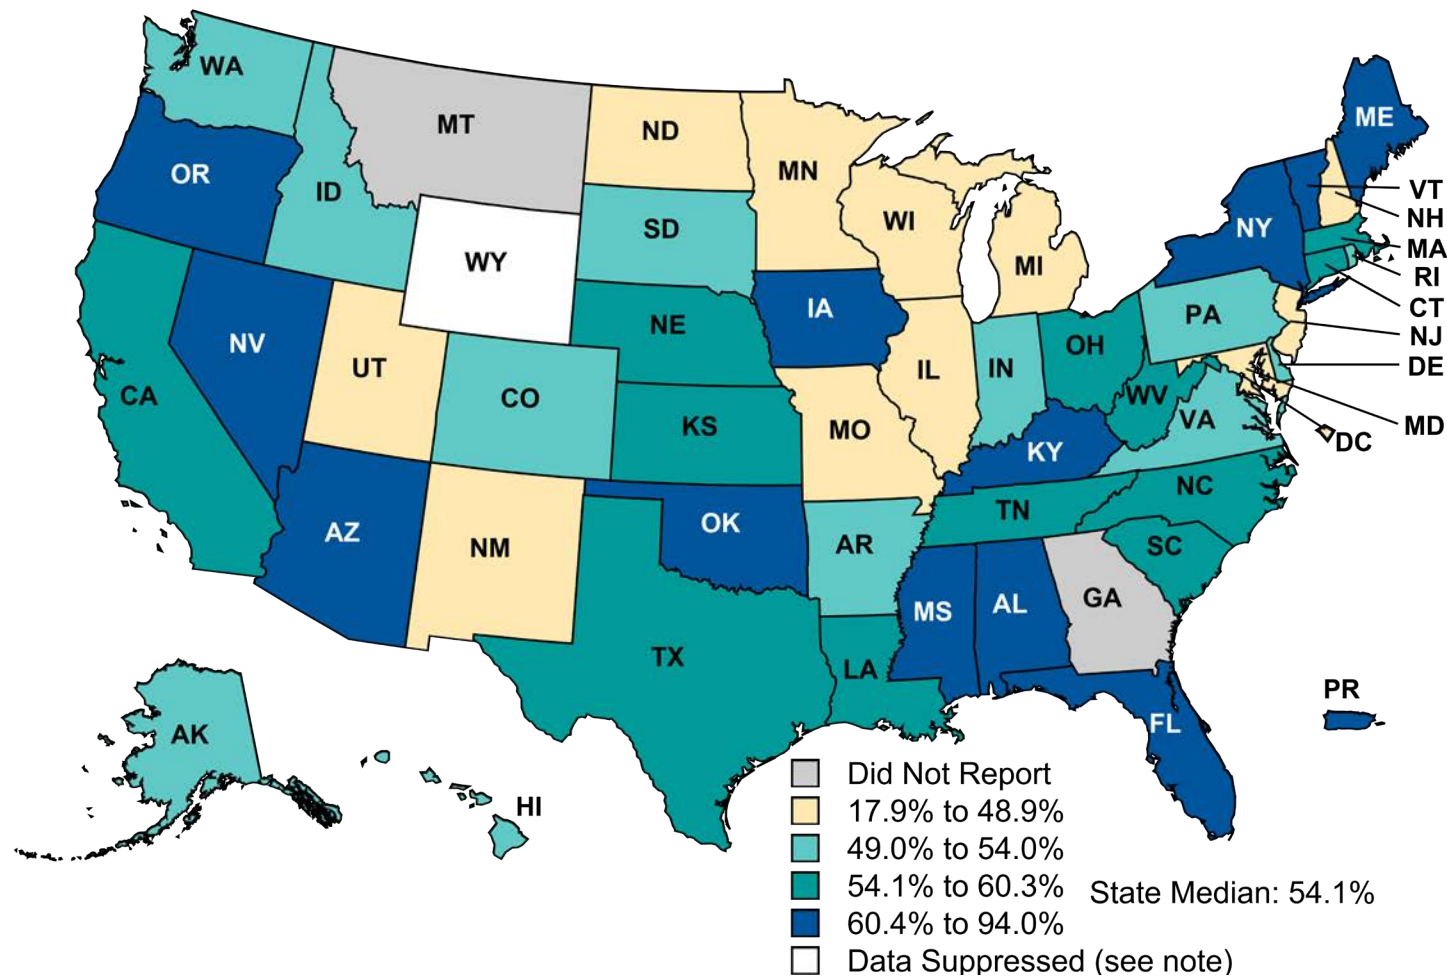 WA
MT
ND
MN
ME
OR
ID
SD
WI
MI
NY
VT
NH
MA
RI
CT
NJ
DE
MD
DC
WY
NV
UT
CO
NE
IA
IL
IN
OH
PA
CA
KS
MO
KY
WV
VA
AZ
NM
OK
AR
TN
NC
SC
MS
AL
GA
TX
LA
FL
PR
AK
HI
Did Not Report
17.9% to 48.9%
49.0% to 54.0%
54.1% to 60.3%
State Median: 54.1%
60.4% to 94.0%
Data Suppressed (see note)